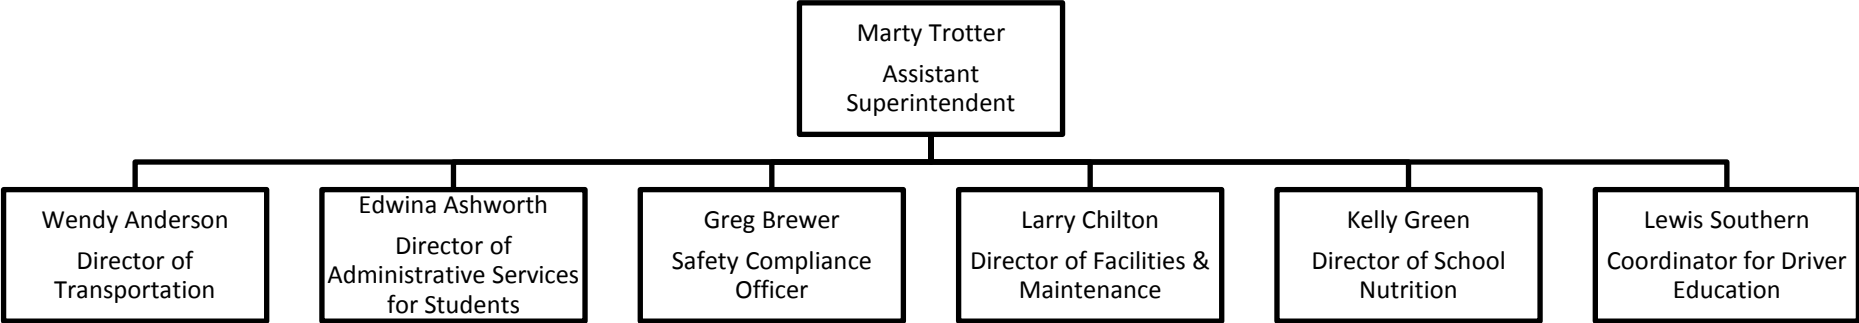 Marty Trotter
Assistant
Superintendent
Wendy Anderson
Director of
Transportation
Edwina Ashworth
Director of
Administrative Services
for Students
Greg Brewer
Safety Compliance
Officer
Larry Chilton
Director of Facilities &
Maintenance
Kelly Green
Director of School
Nutrition
Lewis Southern
Coordinator for Driver
Education